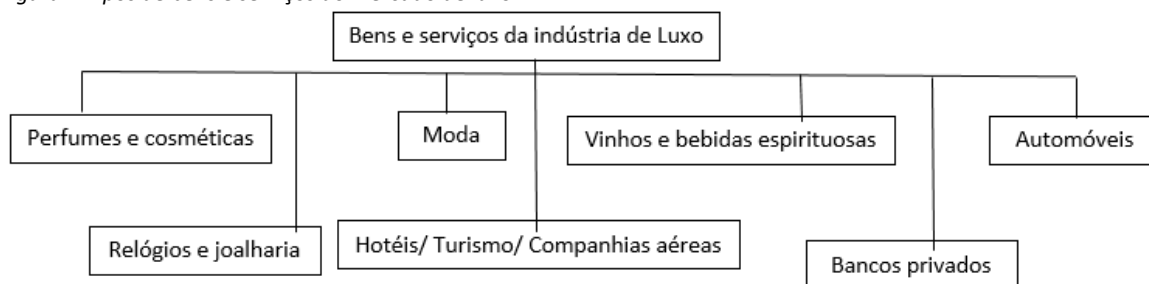 Bens e serviços da indústria de Luxo
Perfumes e cosméticas
Moda
Vinhos e bebidas espirituosas
Automóveis
Relógios e joalharia
Hotéis/ Turismo/ Companhias aéreas
Bancos privados